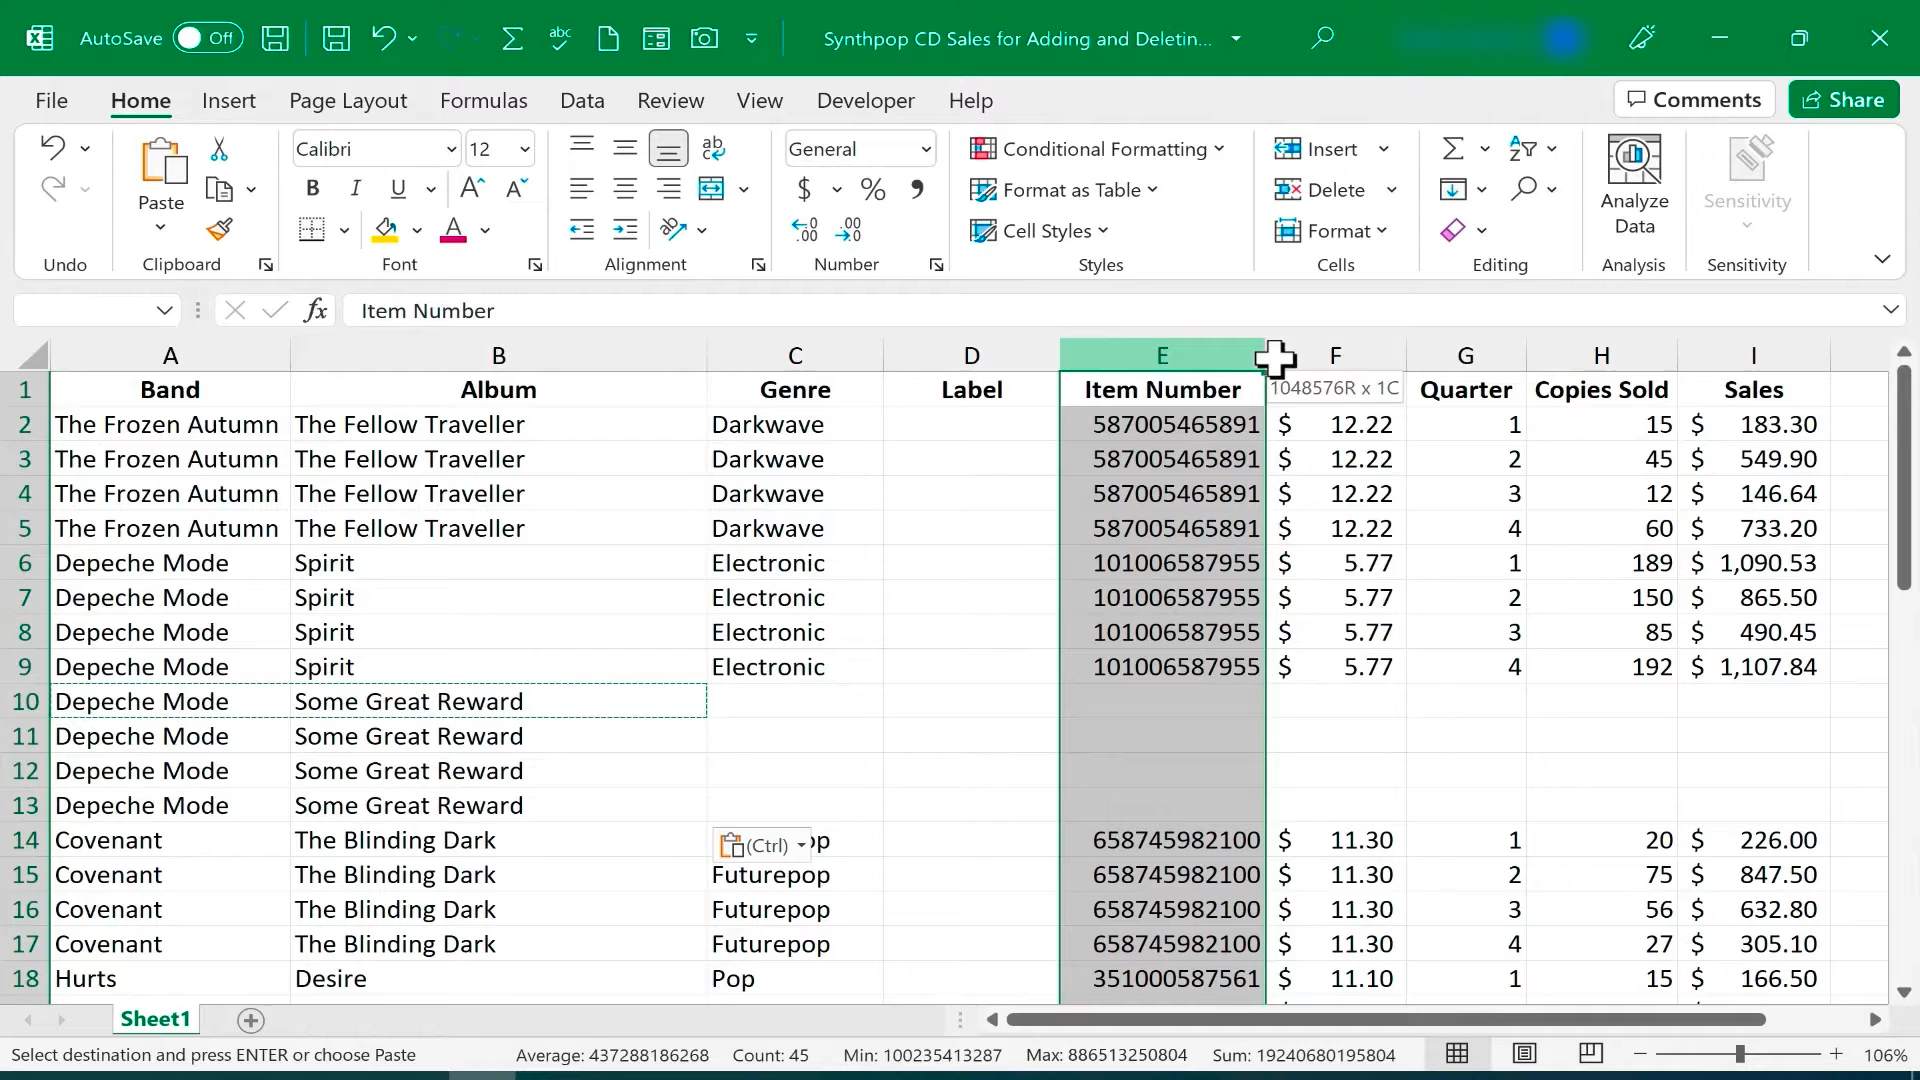 AutoSave Off Synthpop CD Sales for Adding and Deletin...
File Home Insert Page Layout Formulas Data Review View Developer Help Comments Share
Calibri 12 General Conditional Formatting Insert
Paste B I U $ % Format as Table Delete Analyze Data Sensitivity
Cell Styles Format
Undo Clipboard Font Alignment Number Styles Cells Editing Analysis Sensitivity
fx Item Number
A B C D E F G H I
1 Band Album Genre Label Item Number 1048576R x 1C Quarter Copies Sold Sales
2 The Frozen Autumn The Fellow Traveller Darkwave 587005465891 $ 12.22 1 15 $ 183.30
3 The Frozen Autumn The Fellow Traveller Darkwave 587005465891 $ 12.22 2 45 $ 549.90
4 The Frozen Autumn The Fellow Traveller Darkwave 587005465891 $ 12.22 3 12 $ 146.64
5 The Frozen Autumn The Fellow Traveller Darkwave 587005465891 $ 12.22 4 60 $ 733.20
6 Depeche Mode Spirit Electronic 101006587955 $ 5.77 1 189 $ 1,090.53
7 Depeche Mode Spirit Electronic 101006587955 $ 5.77 2 150 $ 865.50
8 Depeche Mode Spirit Electronic 101006587955 $ 5.77 3 85 $ 490.45
9 Depeche Mode Spirit Electronic 101006587955 $ 5.77 4 192 $ 1,107.84
10 Depeche Mode Some Great Reward
11 Depeche Mode Some Great Reward
12 Depeche Mode Some Great Reward
13 Depeche Mode Some Great Reward
14 Covenant The Blinding Dark (Ctrl) op 658745982100 $ 11.30 1 20 $ 226.00
15 Covenant The Blinding Dark Futurepop 658745982100 $ 11.30 2 75 $ 847.50
16 Covenant The Blinding Dark Futurepop 658745982100 $ 11.30 3 56 $ 632.80
17 Covenant The Blinding Dark Futurepop 658745982100 $ 11.30 4 27 $ 305.10
18 Hurts Desire Pop 351000587561 $ 11.10 1 15 $ 166.50
Sheet1
Select destination and press ENTER or choose Paste Average: 437288186268 Count: 45 Min: 100235413287 Max: 886513250804 Sum: 19240680195804 106%